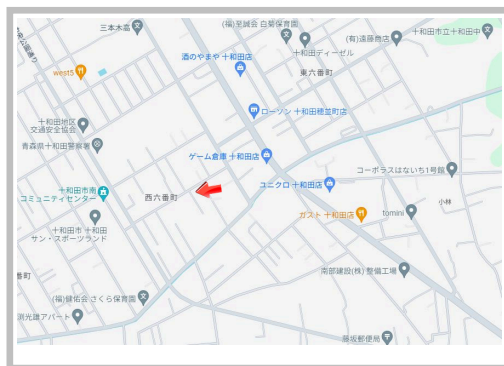 三本木高
(福)至誠会 白菊保育園
(有)遠藤商店
十和田市立十和田中
酒のやまや 十和田店
十和田ディーゼル
west5
東六番町
十和田地区
交通安全協会
ローソン 十和田穂並町店
青森県十和田警察署
ゲーム倉庫 十和田店
コーポラスはないち1号館
十和田市南
コミュニティセンター
西六番町
ユニクロ 十和田店
小林
ガスト 十和田店
tomini
十和田市 十和田
サン・スポーツランド
番町
南部建設(株) 整備工場
(福)健佑会 さくら保育園
渕光雄アパート
藤坂郵便局